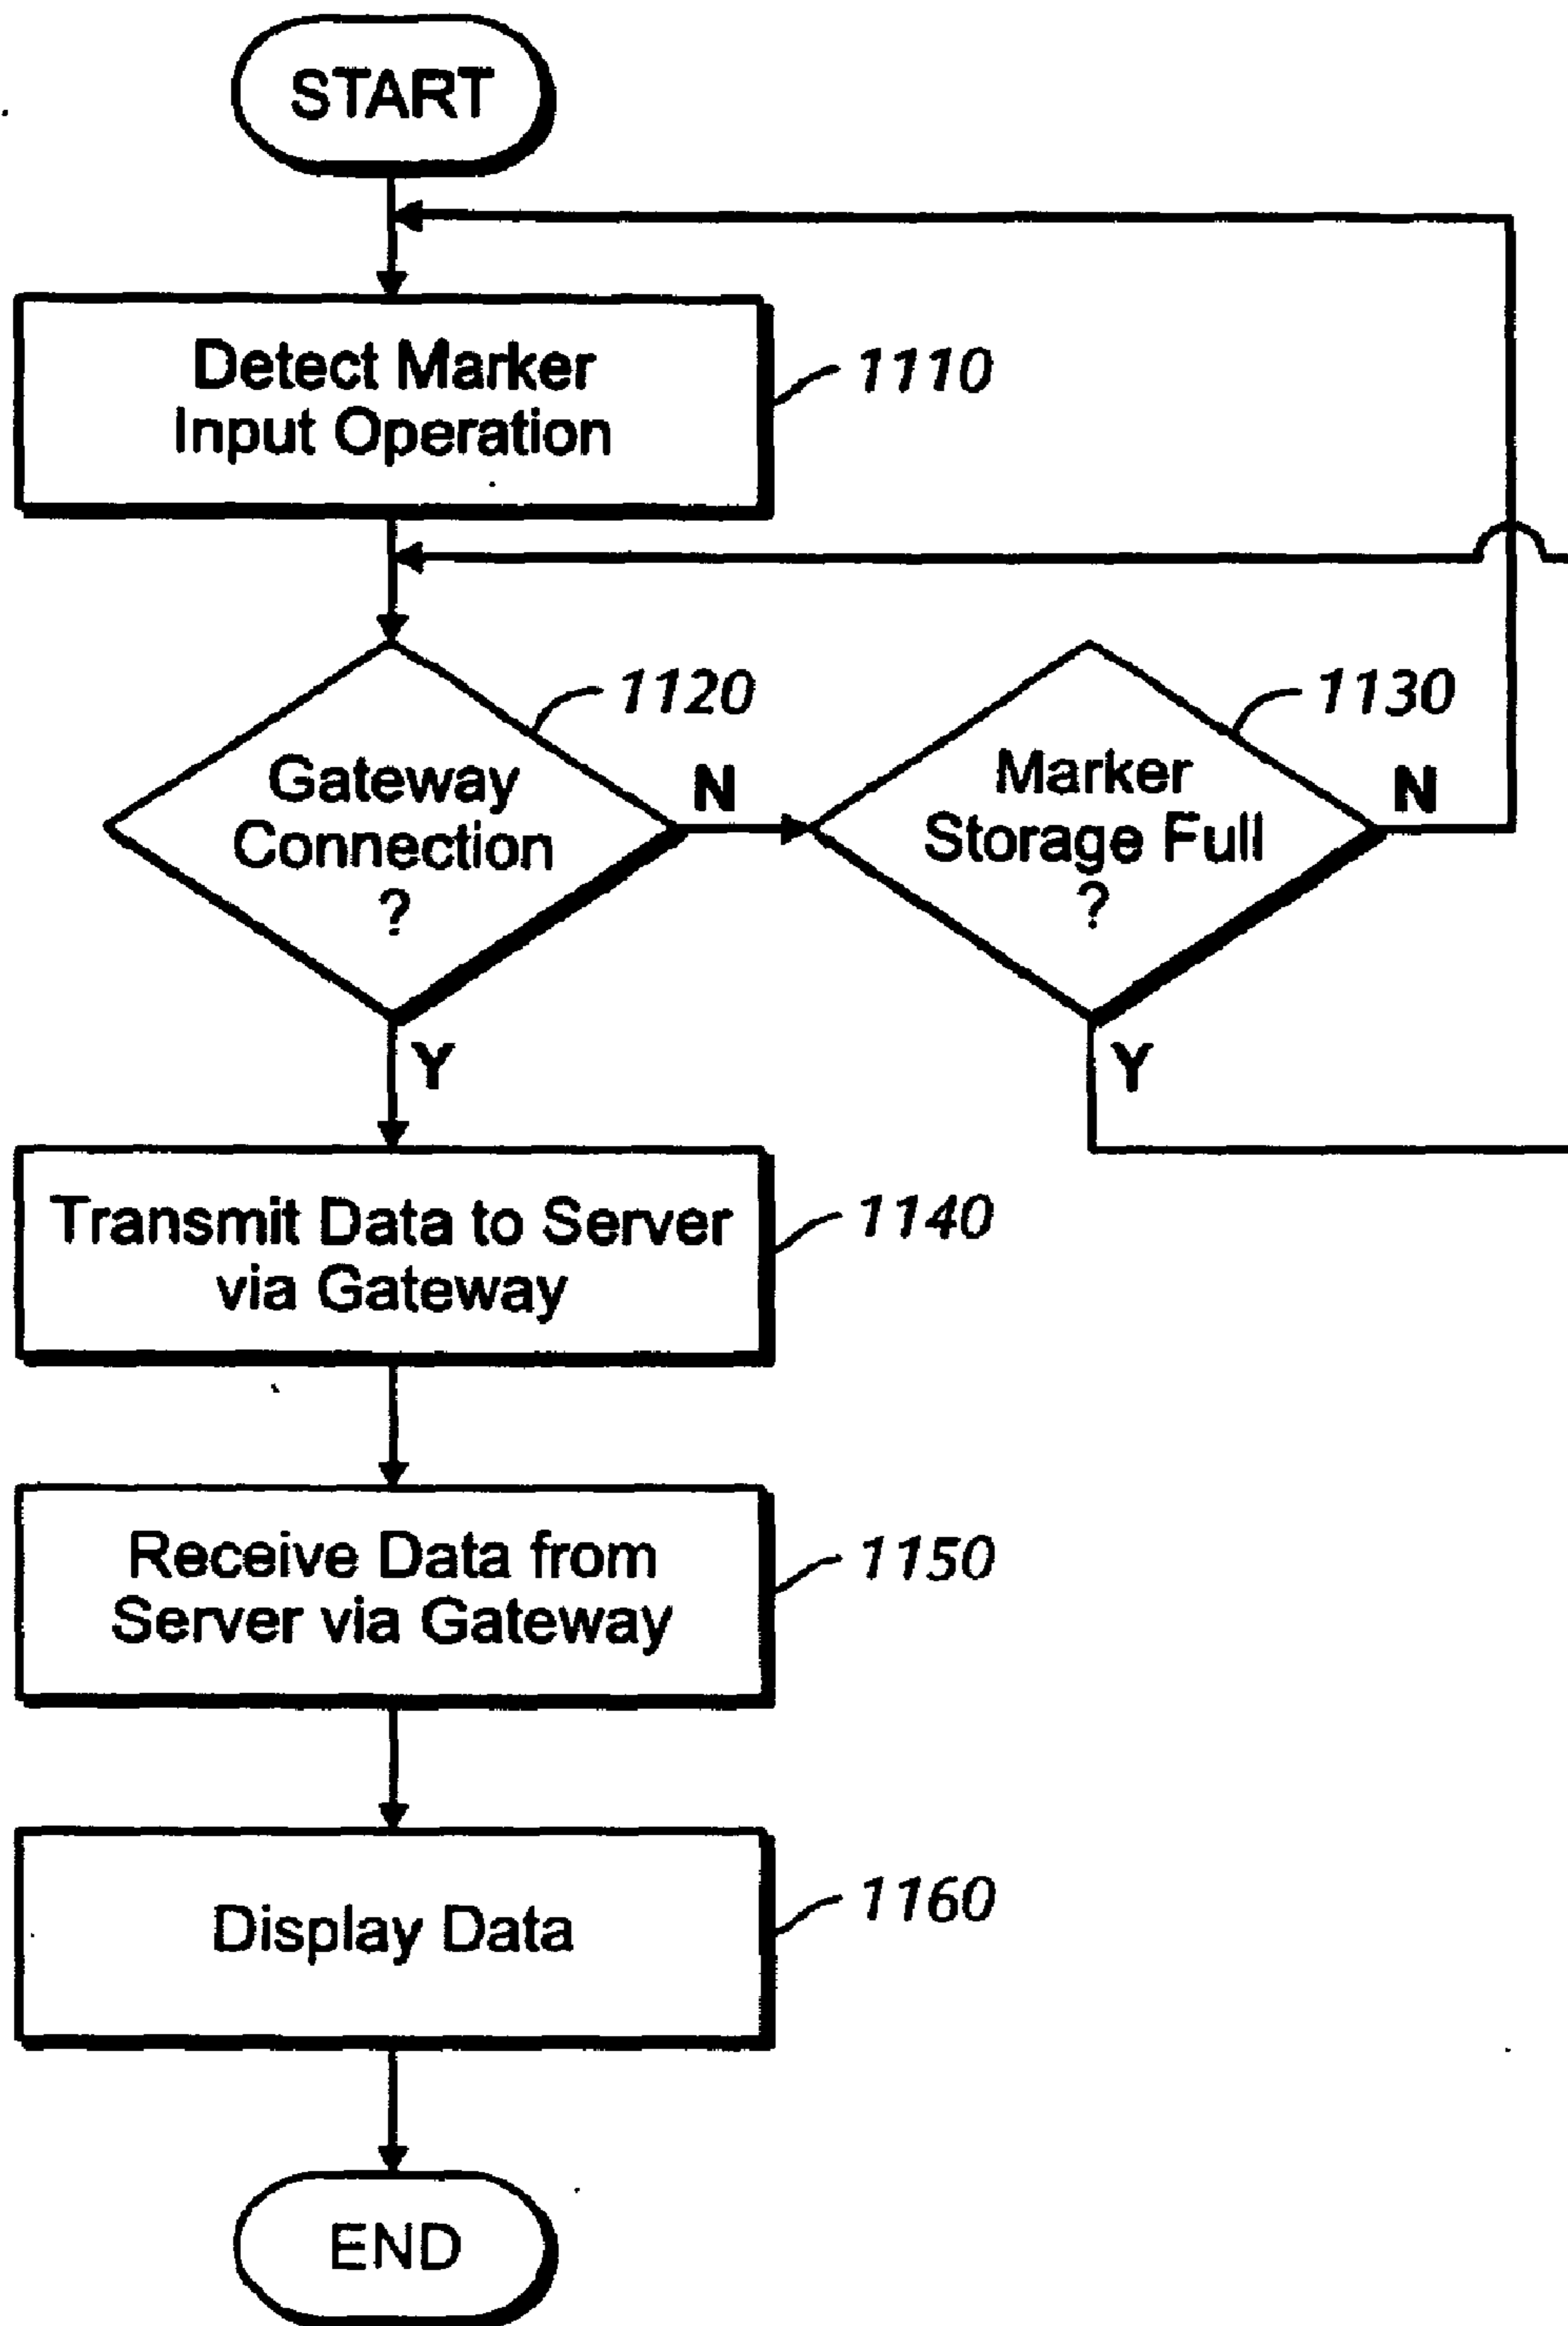 START
Detect Marker
Input Operation
1110
Gateway
Connection
?
1120
N
Y
Marker
Storage Full
?
1130
N
Y
Transmit Data to Server
via Gateway
1140
Receive Data from
Server via Gateway
1150
Display Data
1160
END